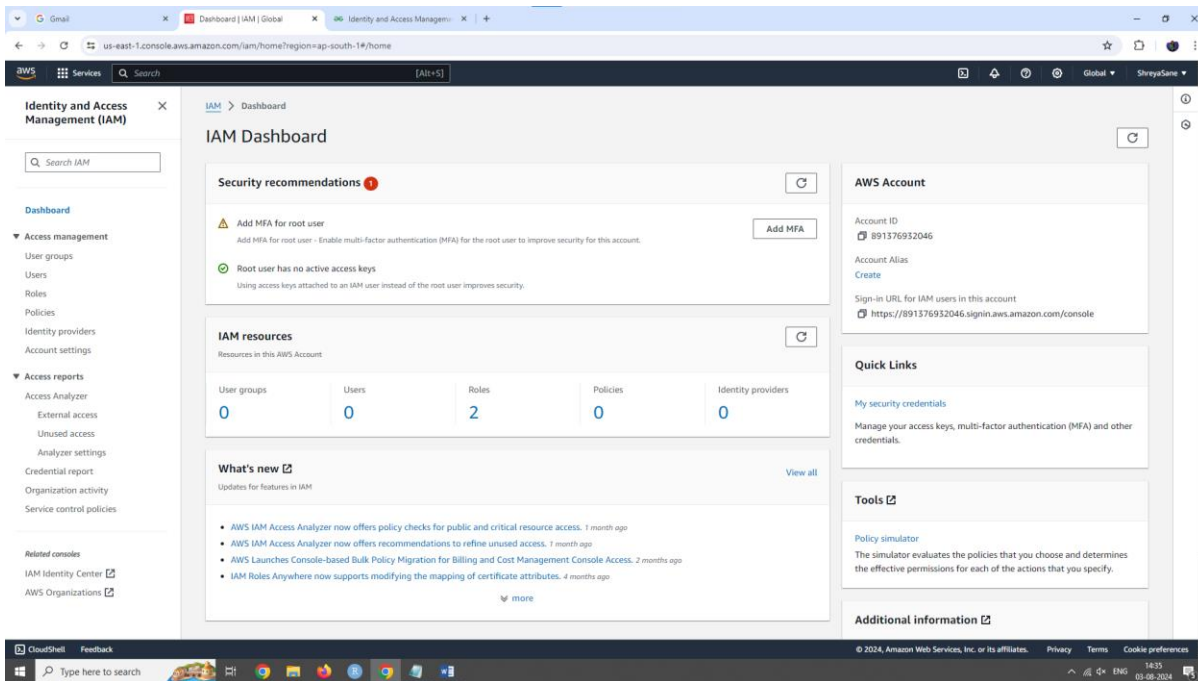 Gmail
Dashboard | IAM | Global
Identity and Access Managem
us-east-1.console.aws.amazon.com/iam/home?region=ap-south-1#/home
aws
Services
Search
[Alt+S]
Global
ShreyaSane
Identity and Access
Management (IAM)
Search IAM
Dashboard
Access management
User groups
Users
Roles
Policies
Identity providers
Account settings
Access reports
Access Analyzer
External access
Unused access
Analyzer settings
Credential report
Organization activity
Service control policies
Related consoles
IAM Identity Center
AWS Organizations
IAM > Dashboard
IAM Dashboard
Security recommendations 1
Add MFA for root user
Add MFA for root user - Enable multi-factor authentication (MFA) for the root user to improve security for this account.
Add MFA
Root user has no active access keys
Using access keys attached to an IAM user instead of the root user improves security.
IAM resources
Resources in this AWS Account
User groups Users Roles Policies Identity providers
0 0 2 0 0
What's new
View all
Updates for features in IAM
AWS IAM Access Analyzer now offers policy checks for public and critical resource access. 1 month ago
AWS IAM Access Analyzer now offers recommendations to refine unused access. 1 month ago
AWS Launches Console-based Bulk Policy Migration for Billing and Cost Management Console Access. 2 months ago
IAM Roles Anywhere now supports modifying the mapping of certificate attributes. 4 months ago
more
AWS Account
Account ID
891376932046
Account Alias
Create
Sign-in URL for IAM users in this account
https://891376932046.signin.aws.amazon.com/console
Quick Links
My security credentials
Manage your access keys, multi-factor authentication (MFA) and other
credentials.
Tools
Policy simulator
The simulator evaluates the policies that you choose and determines
the effective permissions for each of the actions that you specify.
Additional information
CloudShell Feedback
© 2024, Amazon Web Services, Inc. or its affiliates. Privacy Terms Cookie preferences
Type here to search
ENG
14:35
03-08-2024